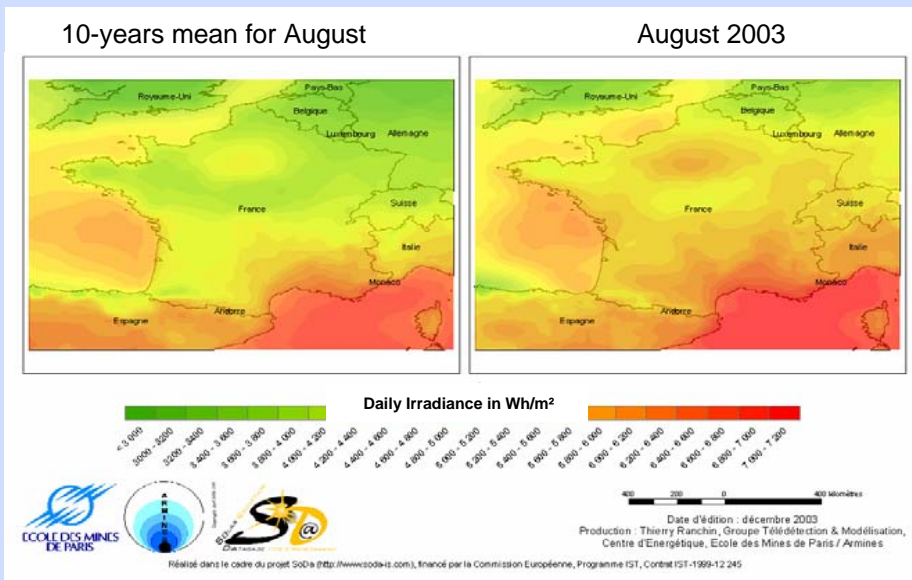 10-years mean for August
August 2003
Royaume-Uni
Pays-Bas
Belgique
Luxembourg
Allemagne
France
Suisse
Italie
Monaco
Andorre
Espagne
Royaume-Uni
Pays-Bas
Belgique
Luxembourg
Allemagne
France
Suisse
Italie
Monaco
Andorre
Espagne
Daily Irradiance in Wh/m²
< 3 000
3000 - 3200
3200 - 3400
3 400 - 3 600
3 600 - 3 800
3 800 - 4 000
4 000 - 4 200
4 200 - 4 400
4 400 - 4 600
4 600 - 4 800
4 800 - 5 000
5 000 - 5 200
5 200 - 5 400
5 400 - 5 600
5 600 - 5 800
5 800 - 6 000
6 000 - 6 200
6 200 - 6 400
6 400 - 6 600
6 600 - 6 800
6 800 - 7 000
7 000 - 7 200
ECOLE DES MINES
DE PARIS
ARMINES
SD@
400 200 0 400 kilomètres
Date d'édition : décembre 2003
Production : Thierry Ranchin, Groupe Télédétection & Modélisation,
Centre d'Energétique, Ecole des Mines de Paris / Armines
Réalisé dans le cadre du projet SoDa (http://www.soda-is.com), financé par la Commission Européenne, Programme IST, Contrat IST-1999-12 245